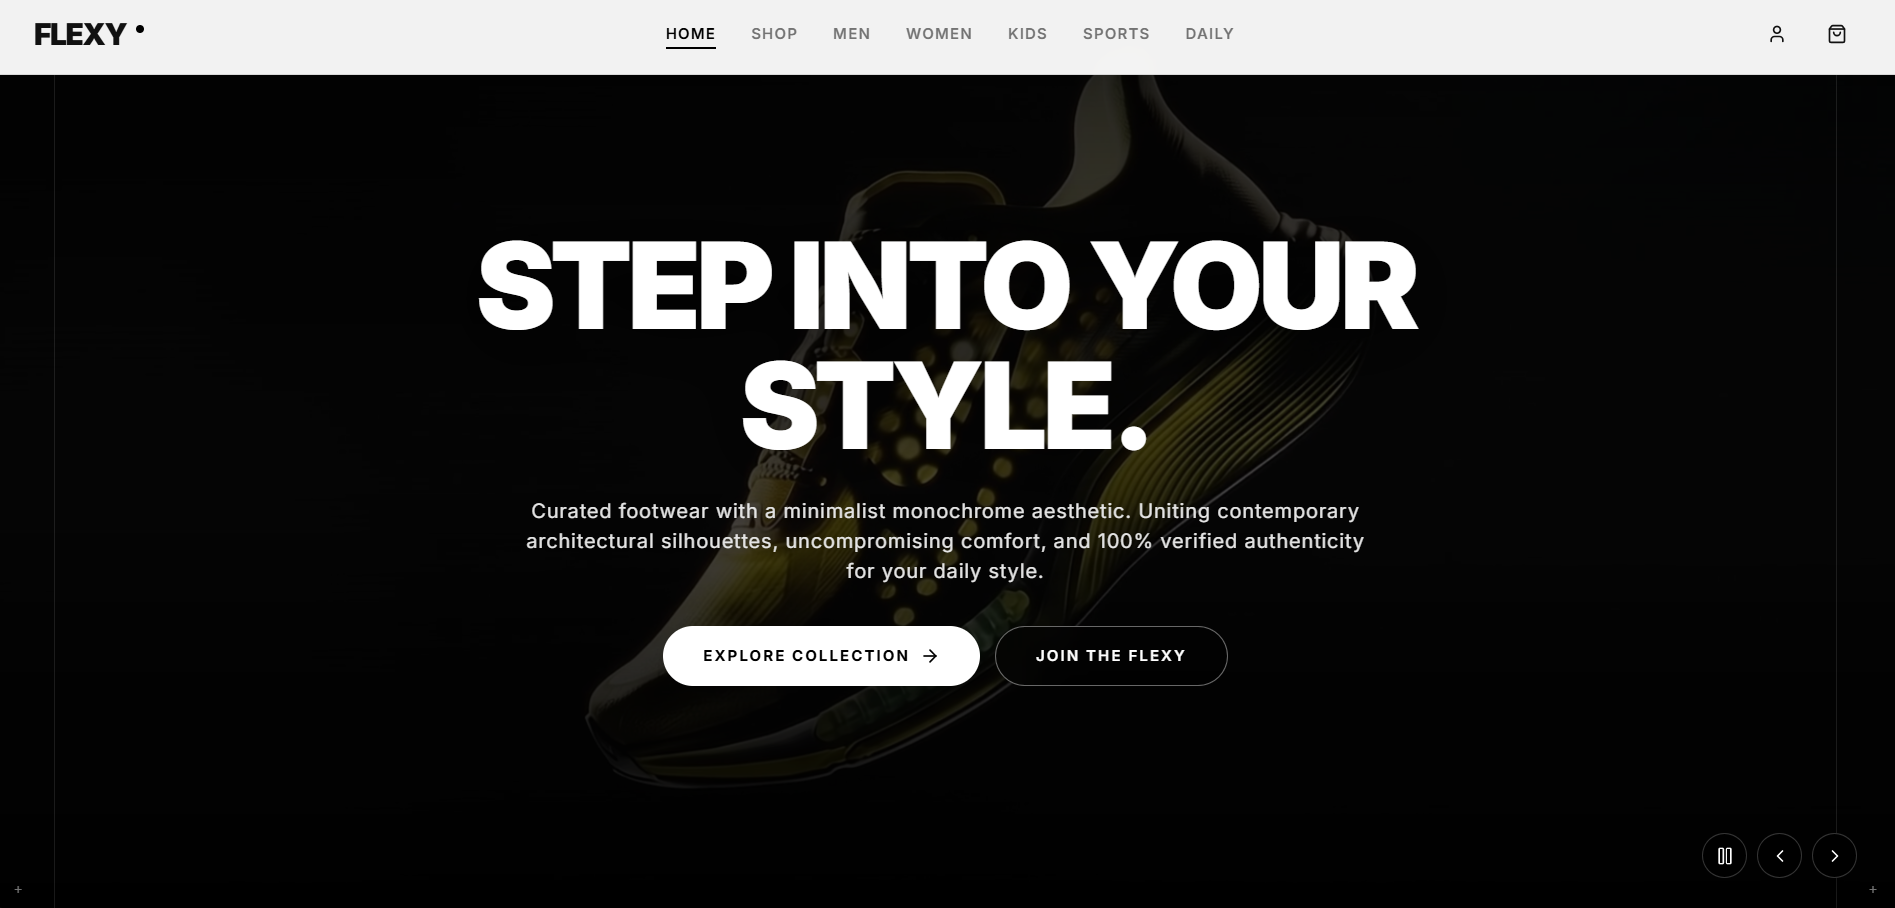 FLEXY
HOME SHOP MEN WOMEN KIDS SPORTS DAILY
STEP INTO YOUR
STYLE.
Curated footwear with a minimalist monochrome aesthetic. Uniting contemporary
architectural silhouettes, uncompromising comfort, and 100% verified authenticity
for your daily style.
EXPLORE COLLECTION →
JOIN THE FLEXY
+ +